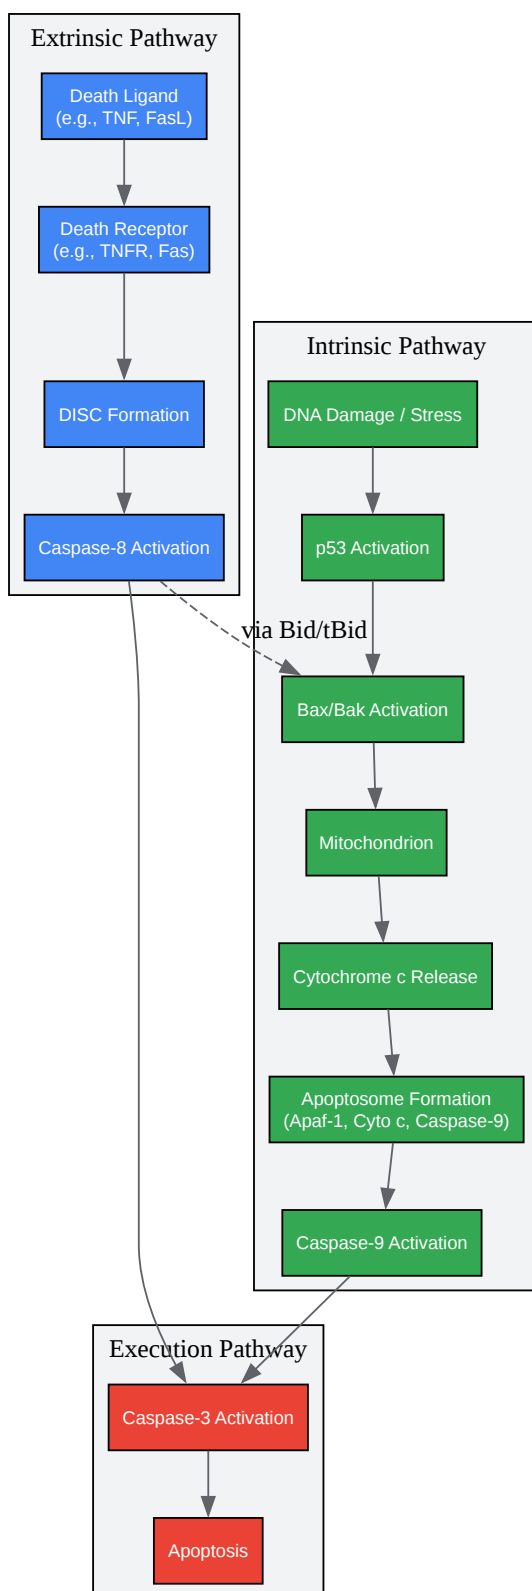 Extrinsic Pathway
Death Ligand
(e.g., TNF, FasL)
Death Receptor
(e.g., TNFR, Fas)
DISC Formation
Caspase-8 Activation
Intrinsic Pathway
DNA Damage / Stress
p53 Activation
via Bid/tBid
Bax/Bak Activation
Mitochondrion
Cytochrome c Release
Apoptosome Formation
(Apaf-1, Cyto c, Caspase-9)
Caspase-9 Activation
Execution Pathway
Caspase-3 Activation
Apoptosis